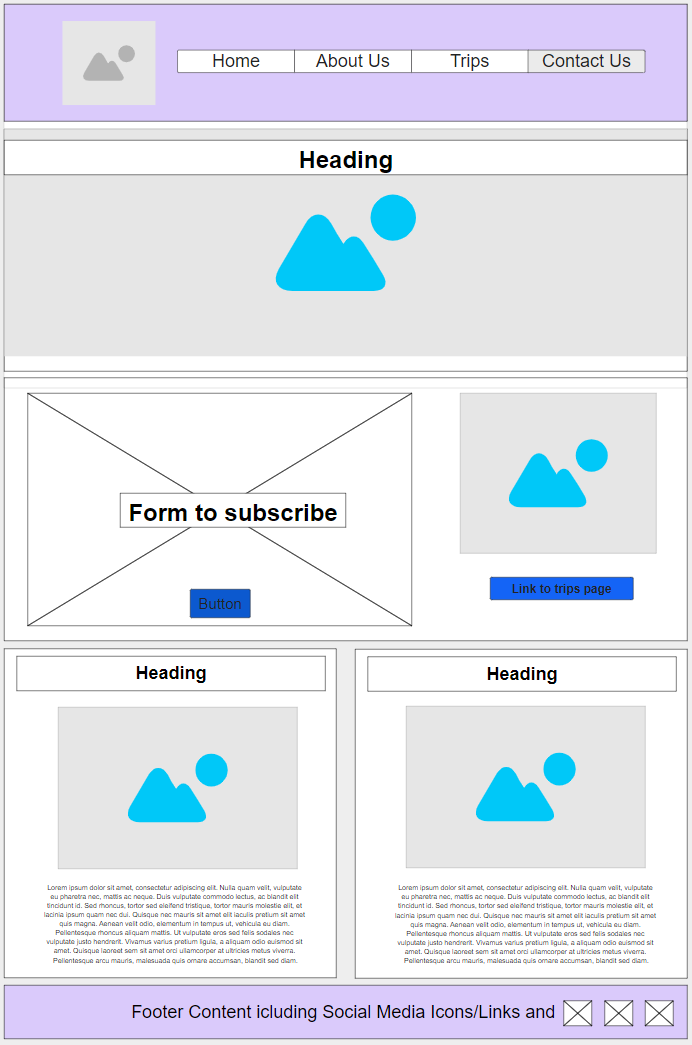 Home About Us Trips Contact Us
Heading
Form to subscribe
Button
Link to trips page
Heading
Lorem ipsum dolor sit amet, consectetur adipiscing elit. Nulla quam velit, vulputate
eu pharetra nec, mattis ac neque. Duis vulputate commodo lectus, ac blandit elit
tincidunt id. Sed rhoncus, tortor sed eleifend tristique, tortor mauris molestie elit, et
lacinia ipsum quam nec dui. Quisque nec mauris sit amet elit iaculis pretium sit amet
quis magna. Aenean velit odio, elementum in tempus ut, vehicula eu diam.
Pellentesque rhoncus aliquam mattis. Ut vulputate eros sed felis sodales nec
vulputate justo hendrerit. Vivamus varius pretium ligula, a aliquam odio euismod sit
amet. Quisque laoreet sem sit amet orci ullamcorper at ultricies metus viverra.
Pellentesque arcu mauris, malesuada quis ornare accumsan, blandit sed diam.
Heading
Lorem ipsum dolor sit amet, consectetur adipiscing elit. Nulla quam velit, vulputate
eu pharetra nec, mattis ac neque. Duis vulputate commodo lectus, ac blandit elit
tincidunt id. Sed rhoncus, tortor sed eleifend tristique, tortor mauris molestie elit, et
lacinia ipsum quam nec dui. Quisque nec mauris sit amet elit iaculis pretium sit amet
quis magna. Aenean velit odio, elementum in tempus ut, vehicula eu diam.
Pellentesque rhoncus aliquam mattis. Ut vulputate eros sed felis sodales nec
vulputate justo hendrerit. Vivamus varius pretium ligula, a aliquam odio euismod sit
amet. Quisque laoreet sem sit amet orci ullamcorper at ultricies metus viverra.
Pellentesque arcu mauris, malesuada quis ornare accumsan, blandit sed diam.
Footer Content icluding Social Media Icons/Links and